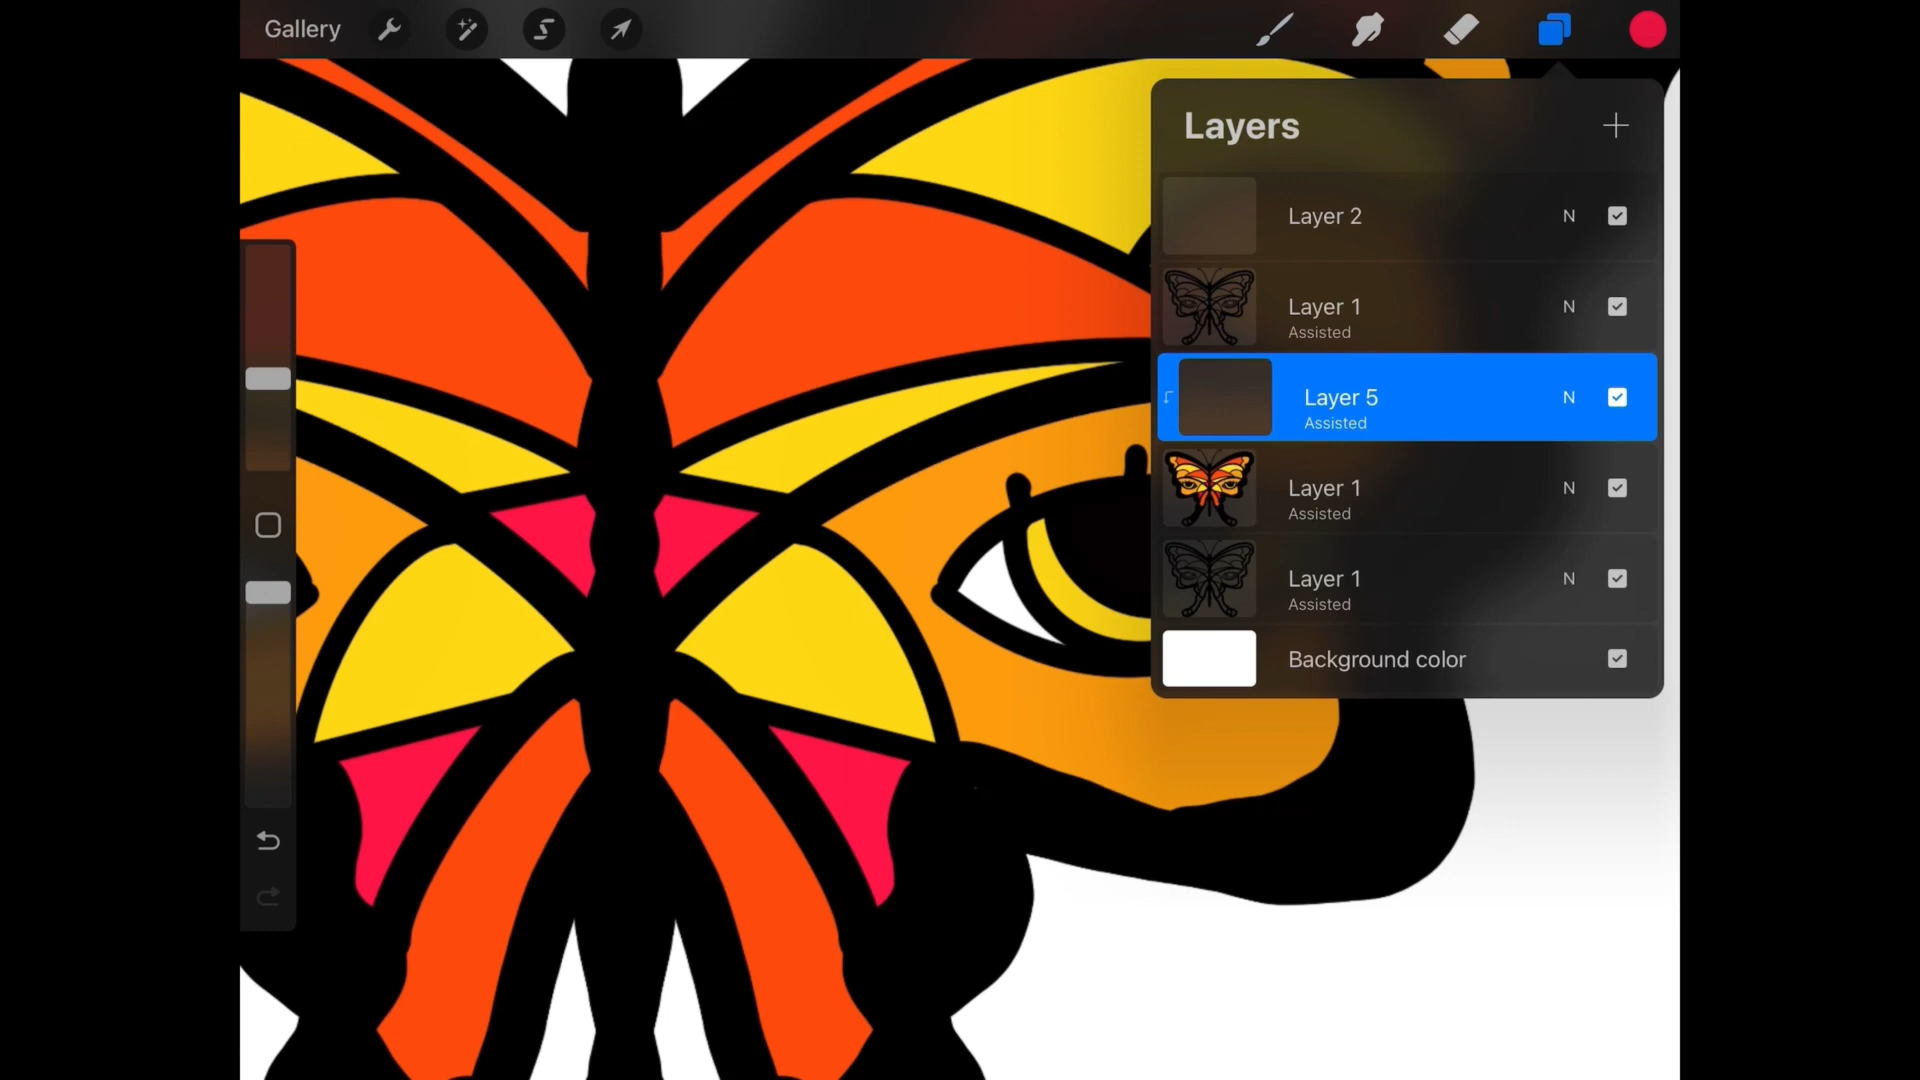 Gallery
Layers
Layer 2 N
Layer 1 N
Assisted
Layer 5 N
Assisted
Layer 1 N
Assisted
Layer 1 N
Assisted
Background color